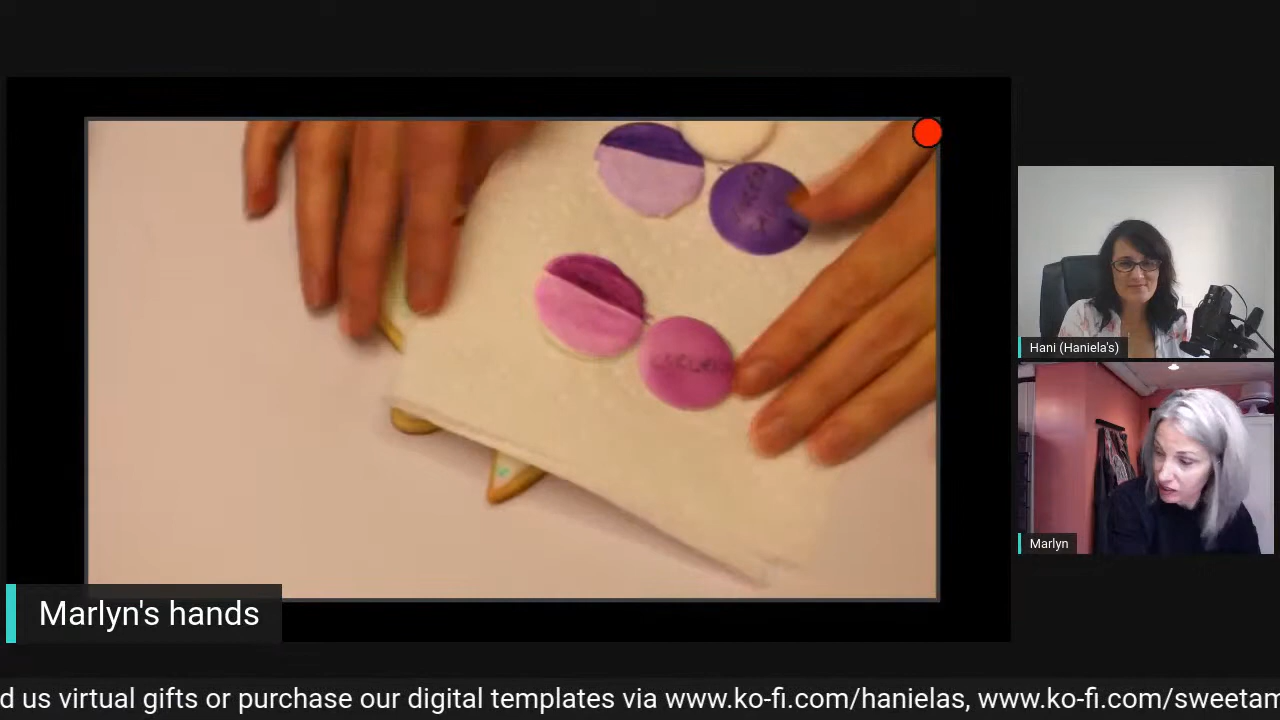 Hani (Haniela's)
Marlyn
Marlyn's hands
d us virtual gifts or purchase our digital templates via www.ko-fi.com/hanielas, www.ko-fi.com/sweetam